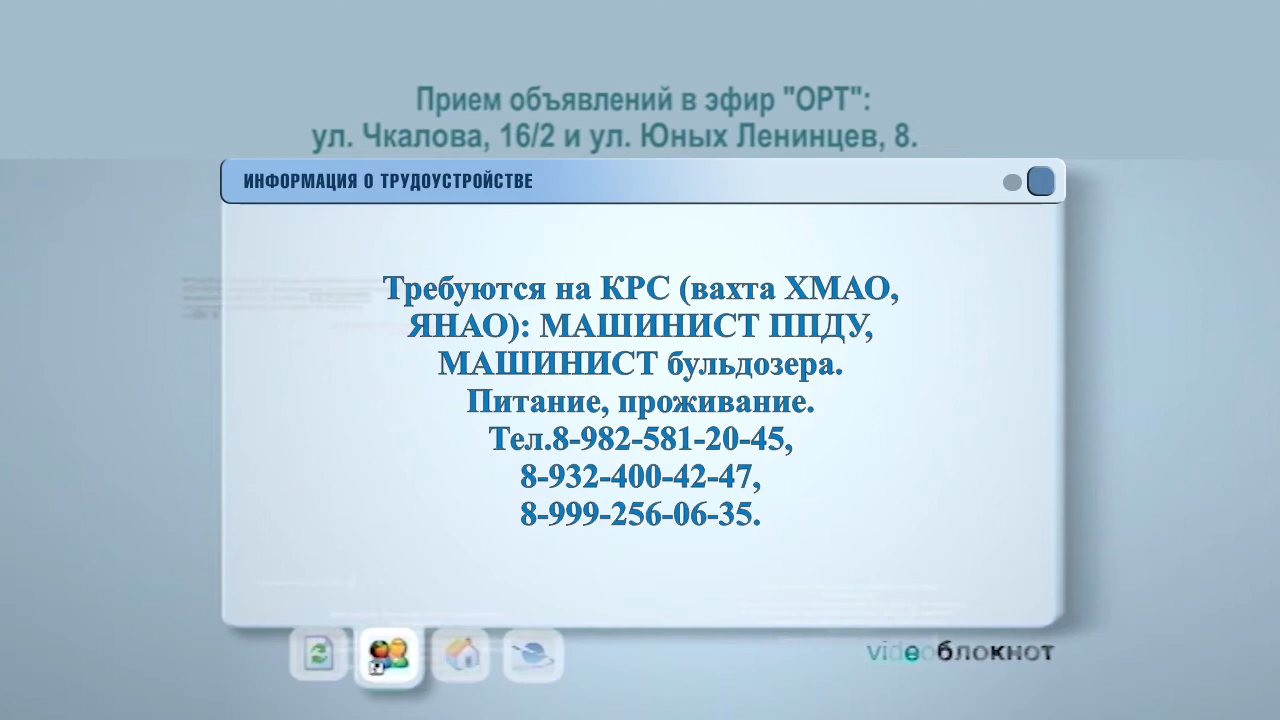 Прием объявлений в эфир "ОРТ":
ул. Чкалова, 16/2 и ул. Юных Ленинцев, 8.
ИНФОРМАЦИЯ О ТРУДОУСТРОЙСТВЕ
Требуются на КРС (вахта ХМАО,
ЯНАО): МАШИНИСТ ППДУ,
МАШИНИСТ бульдозера.
Питание, проживание.
Тел.8-982-581-20-45,
8-932-400-42-47,
8-999-256-06-35.
videoблокнот